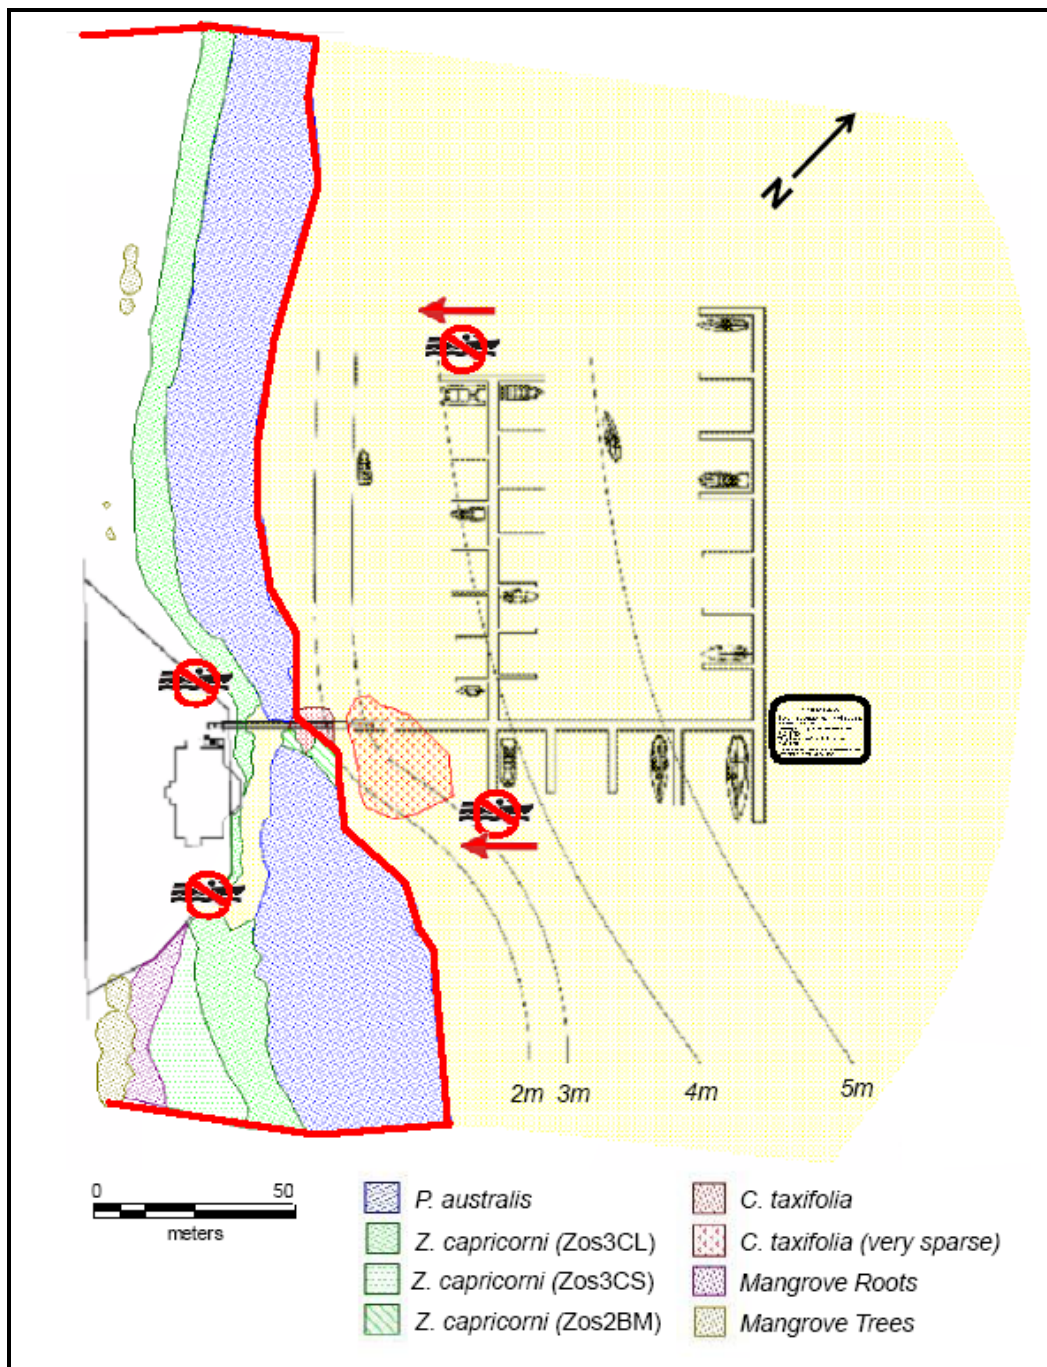 N
2m 3m 4m 5m
0 50
meters
P. australis
Z. capricorni (Zos3CL)
Z. capricorni (Zos3CS)
Z. capricorni (Zos2BM)
C. taxifolia
C. taxifolia (very sparse)
Mangrove Roots
Mangrove Trees